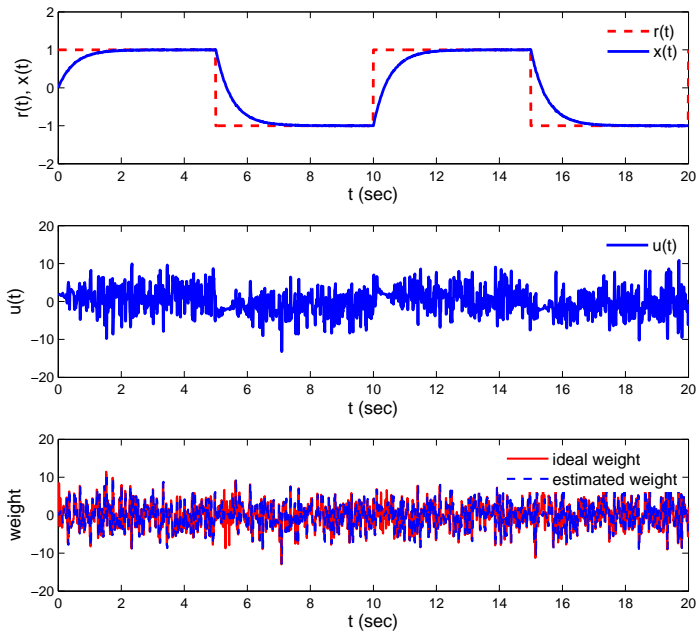 2
1
0
−1
−2
r(t), x(t)
r(t)
x(t)
0 2 4 6 8 10 12 14 16 18 20
t (sec)
20
10
0
−10
−20
u(t)
u(t)
0 2 4 6 8 10 12 14 16 18 20
t (sec)
20
10
0
−10
−20
weight
ideal weight
estimated weight
0 2 4 6 8 10 12 14 16 18 20
t (sec)